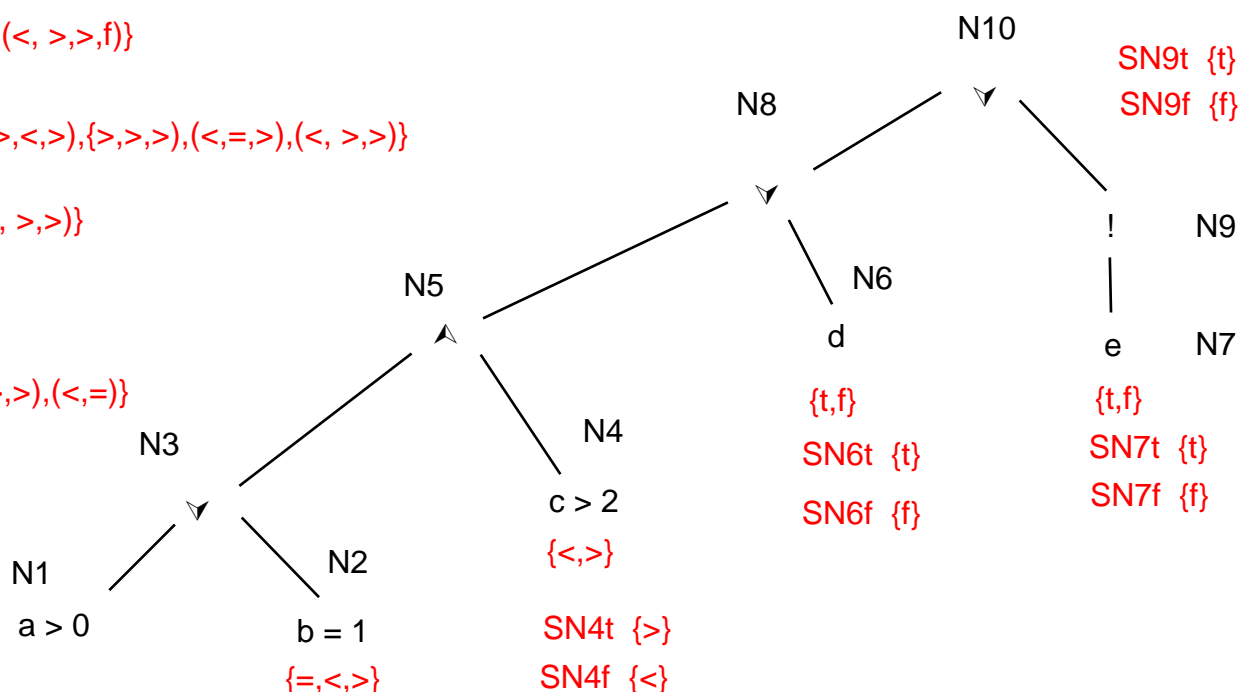 N10
(<, >,>,f)}
SN9t {t}
N8
SN9f {f}
>,<,>),{>,>,>),(<,=,>),(<, >,>)}
, >,>)}
! N9
N5
N6
d
e N7
,>),(<,=)}
{t,f}
{t,f}
N3
N4
SN6t {t}
SN7t {t}
c > 2
SN6f {f}
SN7f {f}
{<,>}
N1
N2
a > 0
b = 1
SN4t {>}
{=,<,>}
SN4f {<}